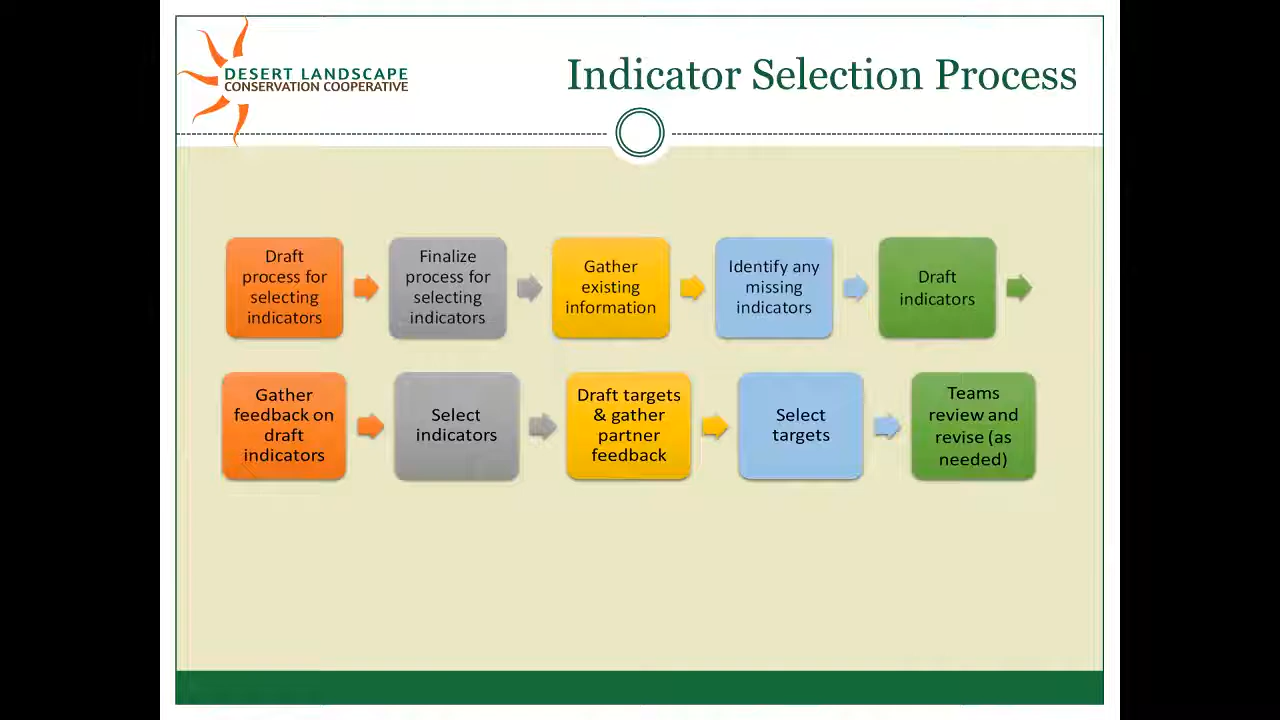 DESERT LANDSCAPE
CONSERVATION COOPERATIVE
Indicator Selection Process
Draft
process for
selecting
indicators
Finalize
process for
selecting
indicators
Gather
existing
information
Identify any
missing
indicators
Draft
indicators
Gather
feedback on
draft
indicators
Select
indicators
Draft targets
& gather
partner
feedback
Select
targets
Teams
review and
revise (as
needed)